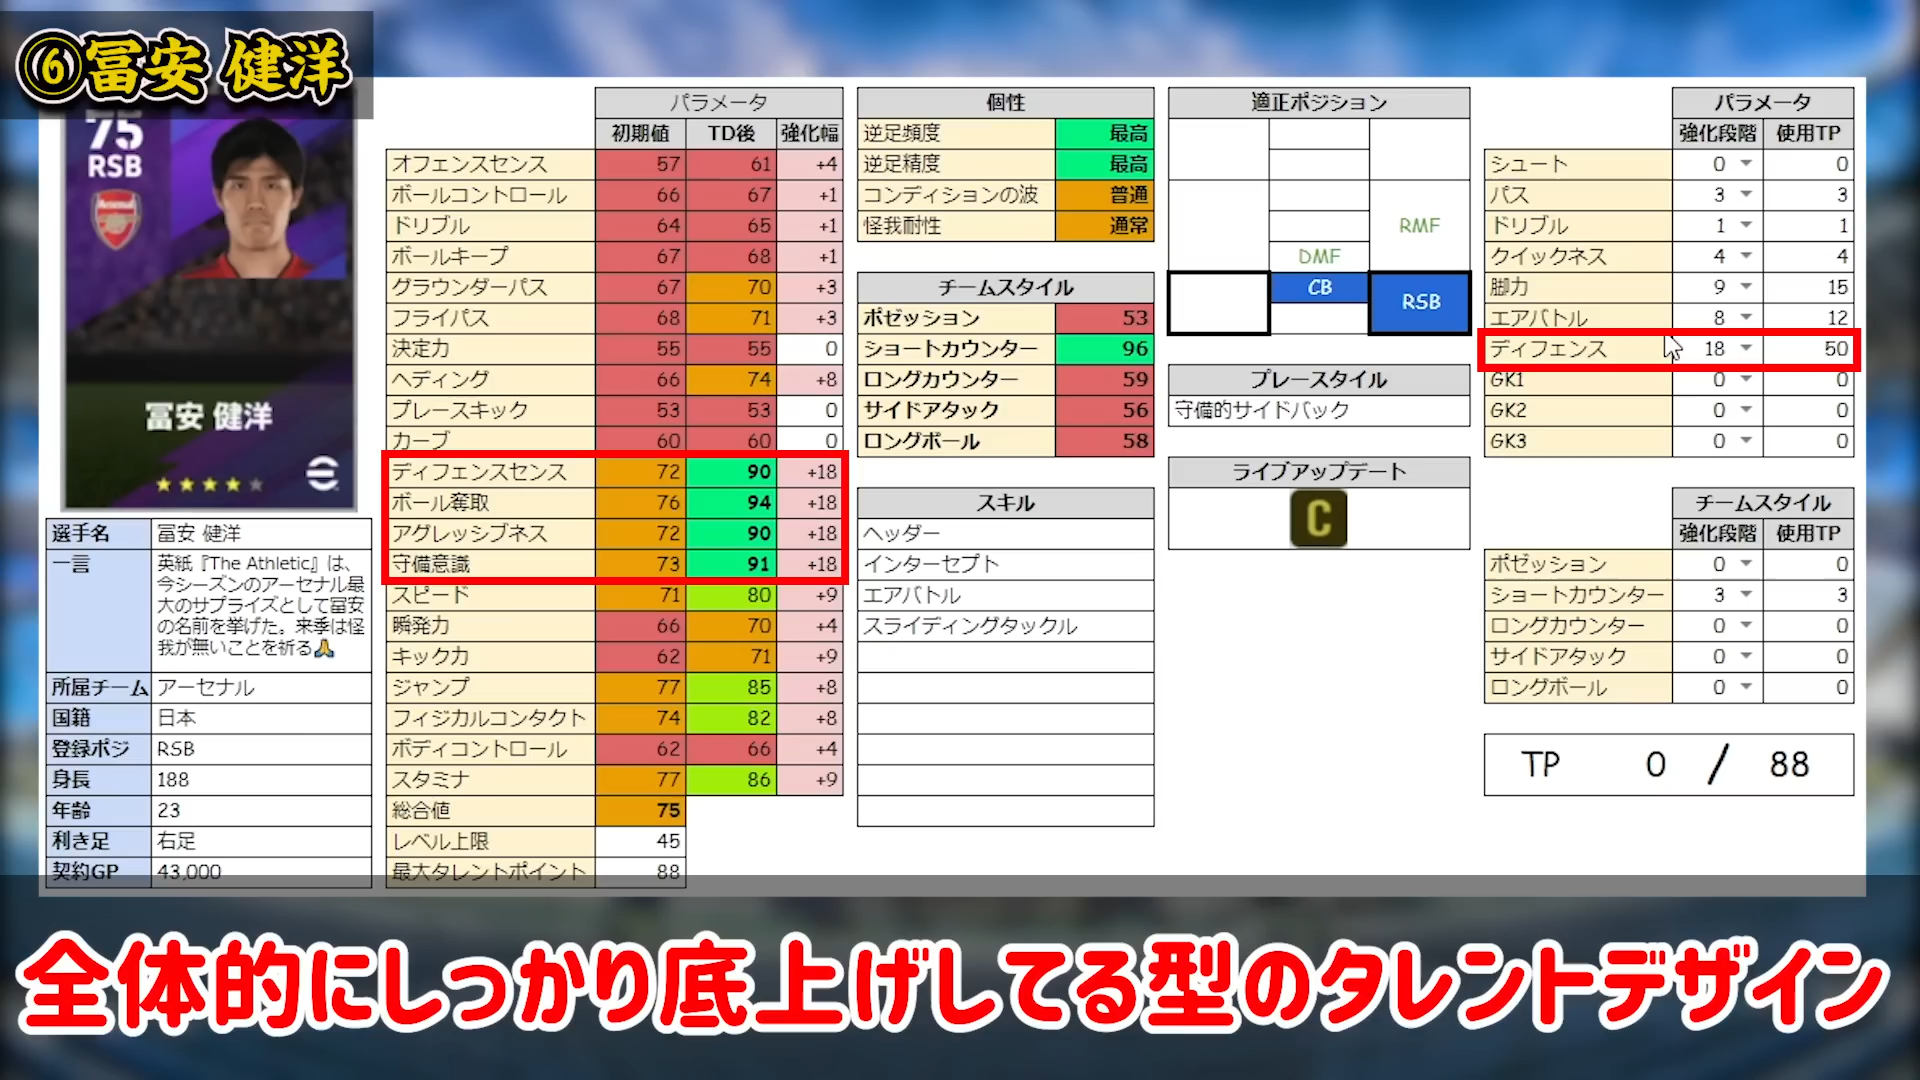 ⑥冨安 健洋
75
RSB
Arsenal
冨安 健洋
選手名 冨安 健洋
一言 英紙『The Athletic』は、
今シーズンのアーセナル最
大のサプライズとして冨安
の名前を挙げた。来季は怪
我が無いことを祈る🙏
所属チーム アーセナル
国籍 日本
登録ポジ RSB
身長 188
年齢 23
利き足 右足
契約GP 43,000
パラメータ
初期値 TD後 強化幅
オフェンスセンス 57 61 +4
ボールコントロール 66 67 +1
ドリブル 64 65 +1
ボールキープ 67 68 +1
グラウンダーパス 67 70 +3
フライパス 68 71 +3
決定力 55 55 0
ヘディング 66 74 +8
プレースキック 53 53 0
カーブ 60 60 0
ディフェンスセンス 72 90 +18
ボール奪取 76 94 +18
アグレッシブネス 72 90 +18
守備意識 73 91 +18
スピード 71 80 +9
瞬発力 66 70 +4
キック力 62 71 +9
ジャンプ 77 85 +8
フィジカルコンタクト 74 82 +8
ボディコントロール 62 66 +4
スタミナ 77 86 +9
総合値 75
レベル上限 45
最大タレントポイント 88
個性
逆足頻度 最高
逆足精度 最高
コンディションの波 普通
怪我耐性 通常
チームスタイル
ポゼッション 53
ショートカウンター 96
ロングカウンター 59
サイドアタック 56
ロングボール 58
スキル
ヘッダー
インターセプト
エアバトル
スライディングタックル
適正ポジション
RMF
DMF
CB
RSB
プレースタイル
守備的サイドバック
ライブアップデート
C
パラメータ
強化段階 使用TP
シュート 0 0
パス 3 3
ドリブル 1 1
クイックネス 4 4
脚力 9 15
エアバトル 8 12
ディフェンス 18 50
GK1 0 0
GK2 0 0
GK3 0 0
チームスタイル
強化段階 使用TP
ポゼッション 0 0
ショートカウンター 3 3
ロングカウンター 0 0
サイドアタック 0 0
ロングボール 0 0
TP 0 / 88
全体的にしっかり底上げしてる型のタレントデザイン